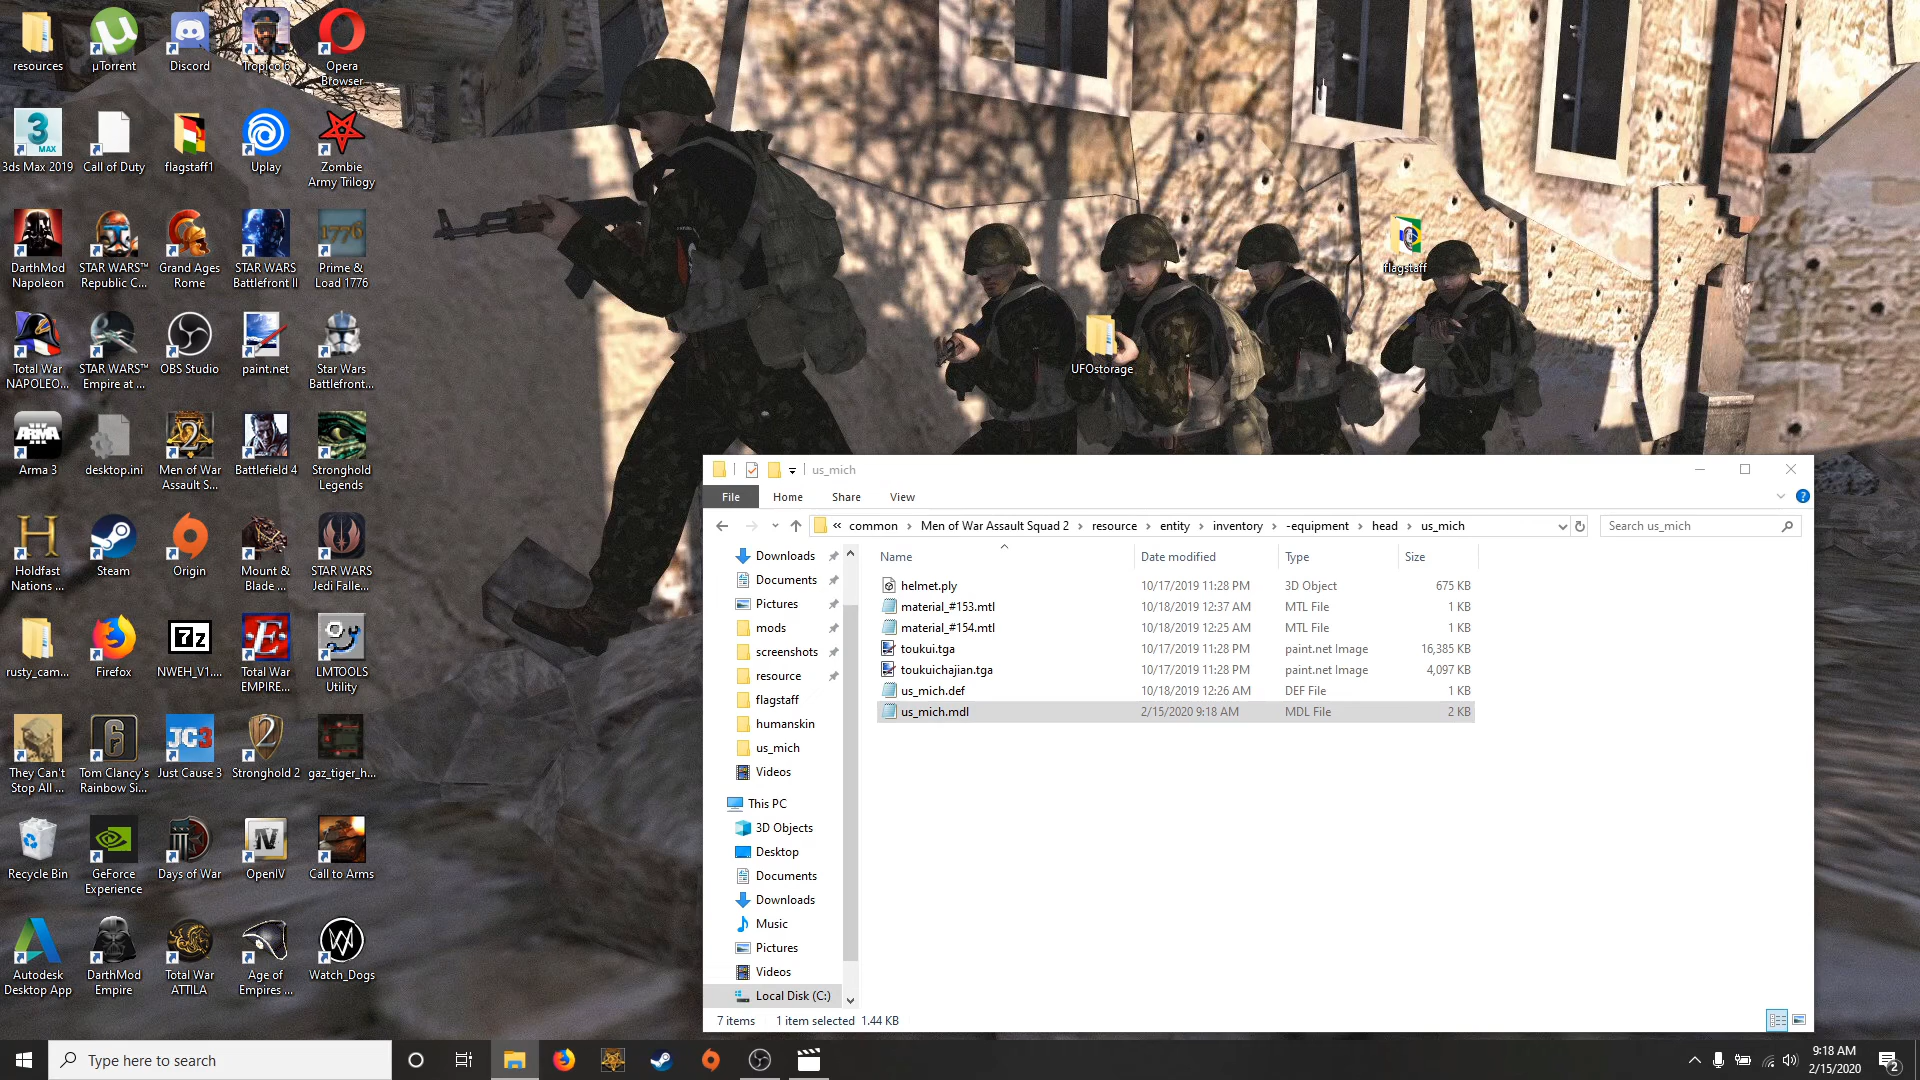 resources
µTorrent
Discord
Tropico 6
Opera
Browser
3ds Max 2019
Call of Duty
flagstaff1
Uplay
Zombie
Army Trilogy
DarthMod
Napoleon
STAR WARS™
Republic C...
Grand Ages
Rome
STAR WARS
Battlefront II
Prime &
Load 1776
Total War
NAPOLEO...
STAR WARS™
Empire at ...
OBS Studio
paint.net
Star Wars
Battlefront...
Arma 3
desktop.ini
Men of War
Assault S...
Battlefield 4
Stronghold
Legends
Holdfast
Nations ...
Steam
Origin
Mount &
Blade ...
STAR WARS
Jedi Falle...
rusty_cam...
Firefox
NWEH_V1....
Total War
EMPIRE...
LMTOOLS
Utility
They Can't
Stop All ...
Tom Clancy's
Rainbow Si...
Just Cause 3
Stronghold 2
gaz_tiger_h...
Recycle Bin
GeForce
Experience
Days of War
OpenIV
Call to Arms
Autodesk
Desktop App
DarthMod
Empire
Total War
ATTILA
Age of
Empires ...
Watch_Dogs
flagstaff
UFOstorage
us_mich
File Home Share View
« common > Men of War Assault Squad 2 > resource > entity > inventory > -equipment > head > us_mich
Search us_mich
Downloads
Documents
Pictures
mods
screenshots
resource
flagstaff
humanskin
us_mich
Videos
This PC
3D Objects
Desktop
Documents
Downloads
Music
Pictures
Videos
Local Disk (C:)
Name Date modified Type Size
helmet.ply 10/17/2019 11:28 PM 3D Object 675 KB
material_#153.mtl 10/18/2019 12:37 AM MTL File 1 KB
material_#154.mtl 10/18/2019 12:25 AM MTL File 1 KB
toukui.tga 10/17/2019 11:28 PM paint.net Image 16,385 KB
toukuichajian.tga 10/17/2019 11:28 PM paint.net Image 4,097 KB
us_mich.def 10/18/2019 12:26 AM DEF File 1 KB
us_mich.mdl 2/15/2020 9:18 AM MDL File 2 KB
7 items 1 item selected 1.44 KB
Type here to search
9:18 AM
2/15/2020
2